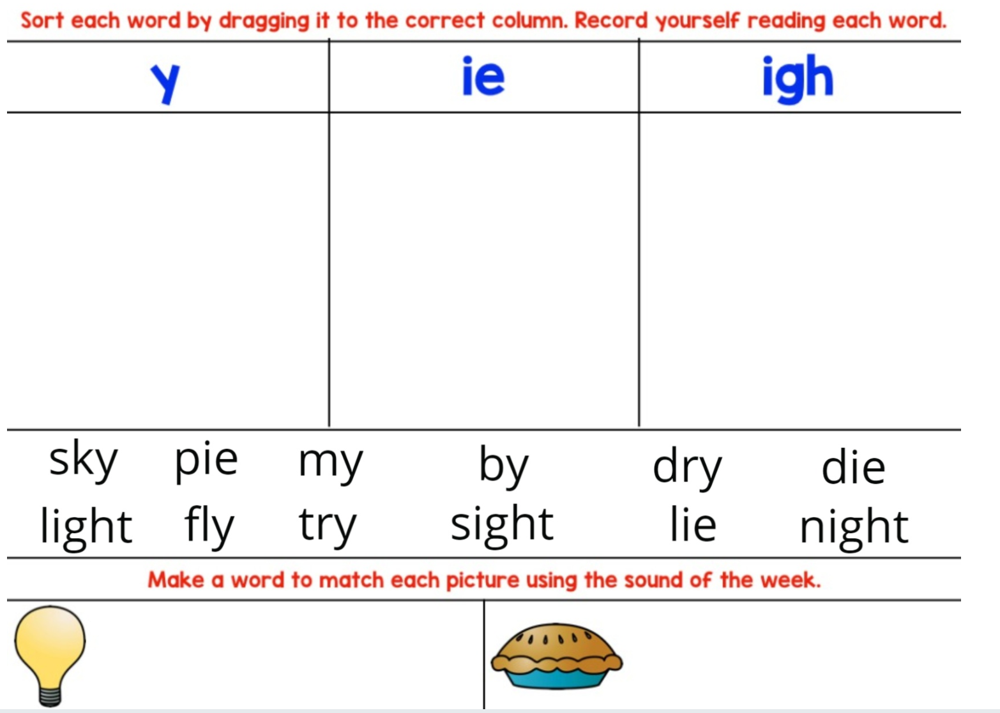 Sort each word by dragging it to the correct column. Record yourself reading each word.
y ie igh
sky pie my by dry die
light fly try sight lie night
Make a word to match each picture using the sound of the week.